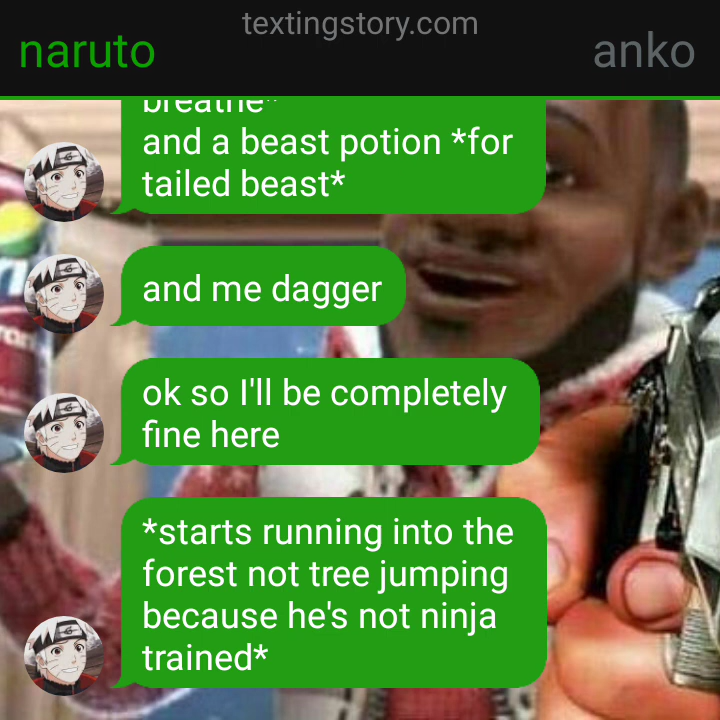 textingstory.com
naruto
anko
breathe"
and a beast potion *for
tailed beast*
and me dagger
ok so I'll be completely
fine here
*starts running into the
forest not tree jumping
because he's not ninja
trained*